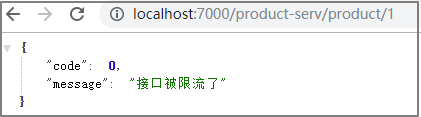 localhost:7000/product-serv/product/1
{
"code": 0,
"message": "接口被限流了"
}